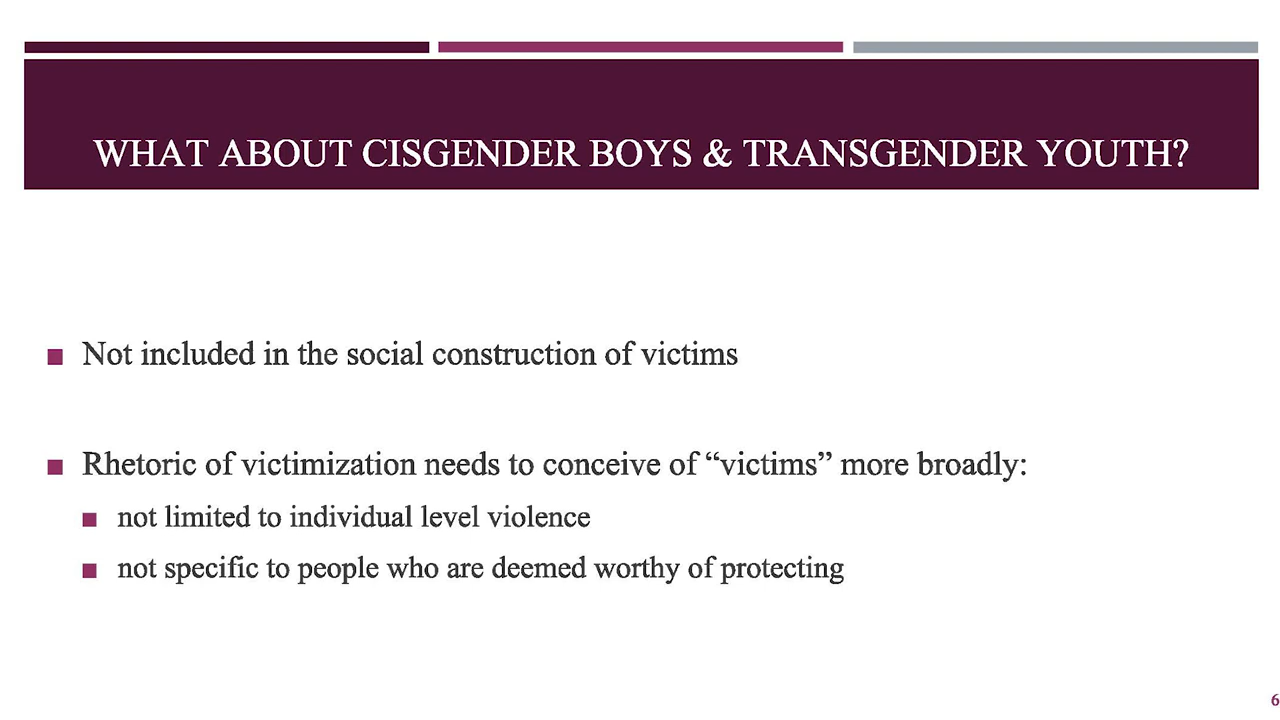 WHAT ABOUT CISGENDER BOYS & TRANSGENDER YOUTH?
Not included in the social construction of victims
Rhetoric of victimization needs to conceive of “victims” more broadly:
not limited to individual level violence
not specific to people who are deemed worthy of protecting
6